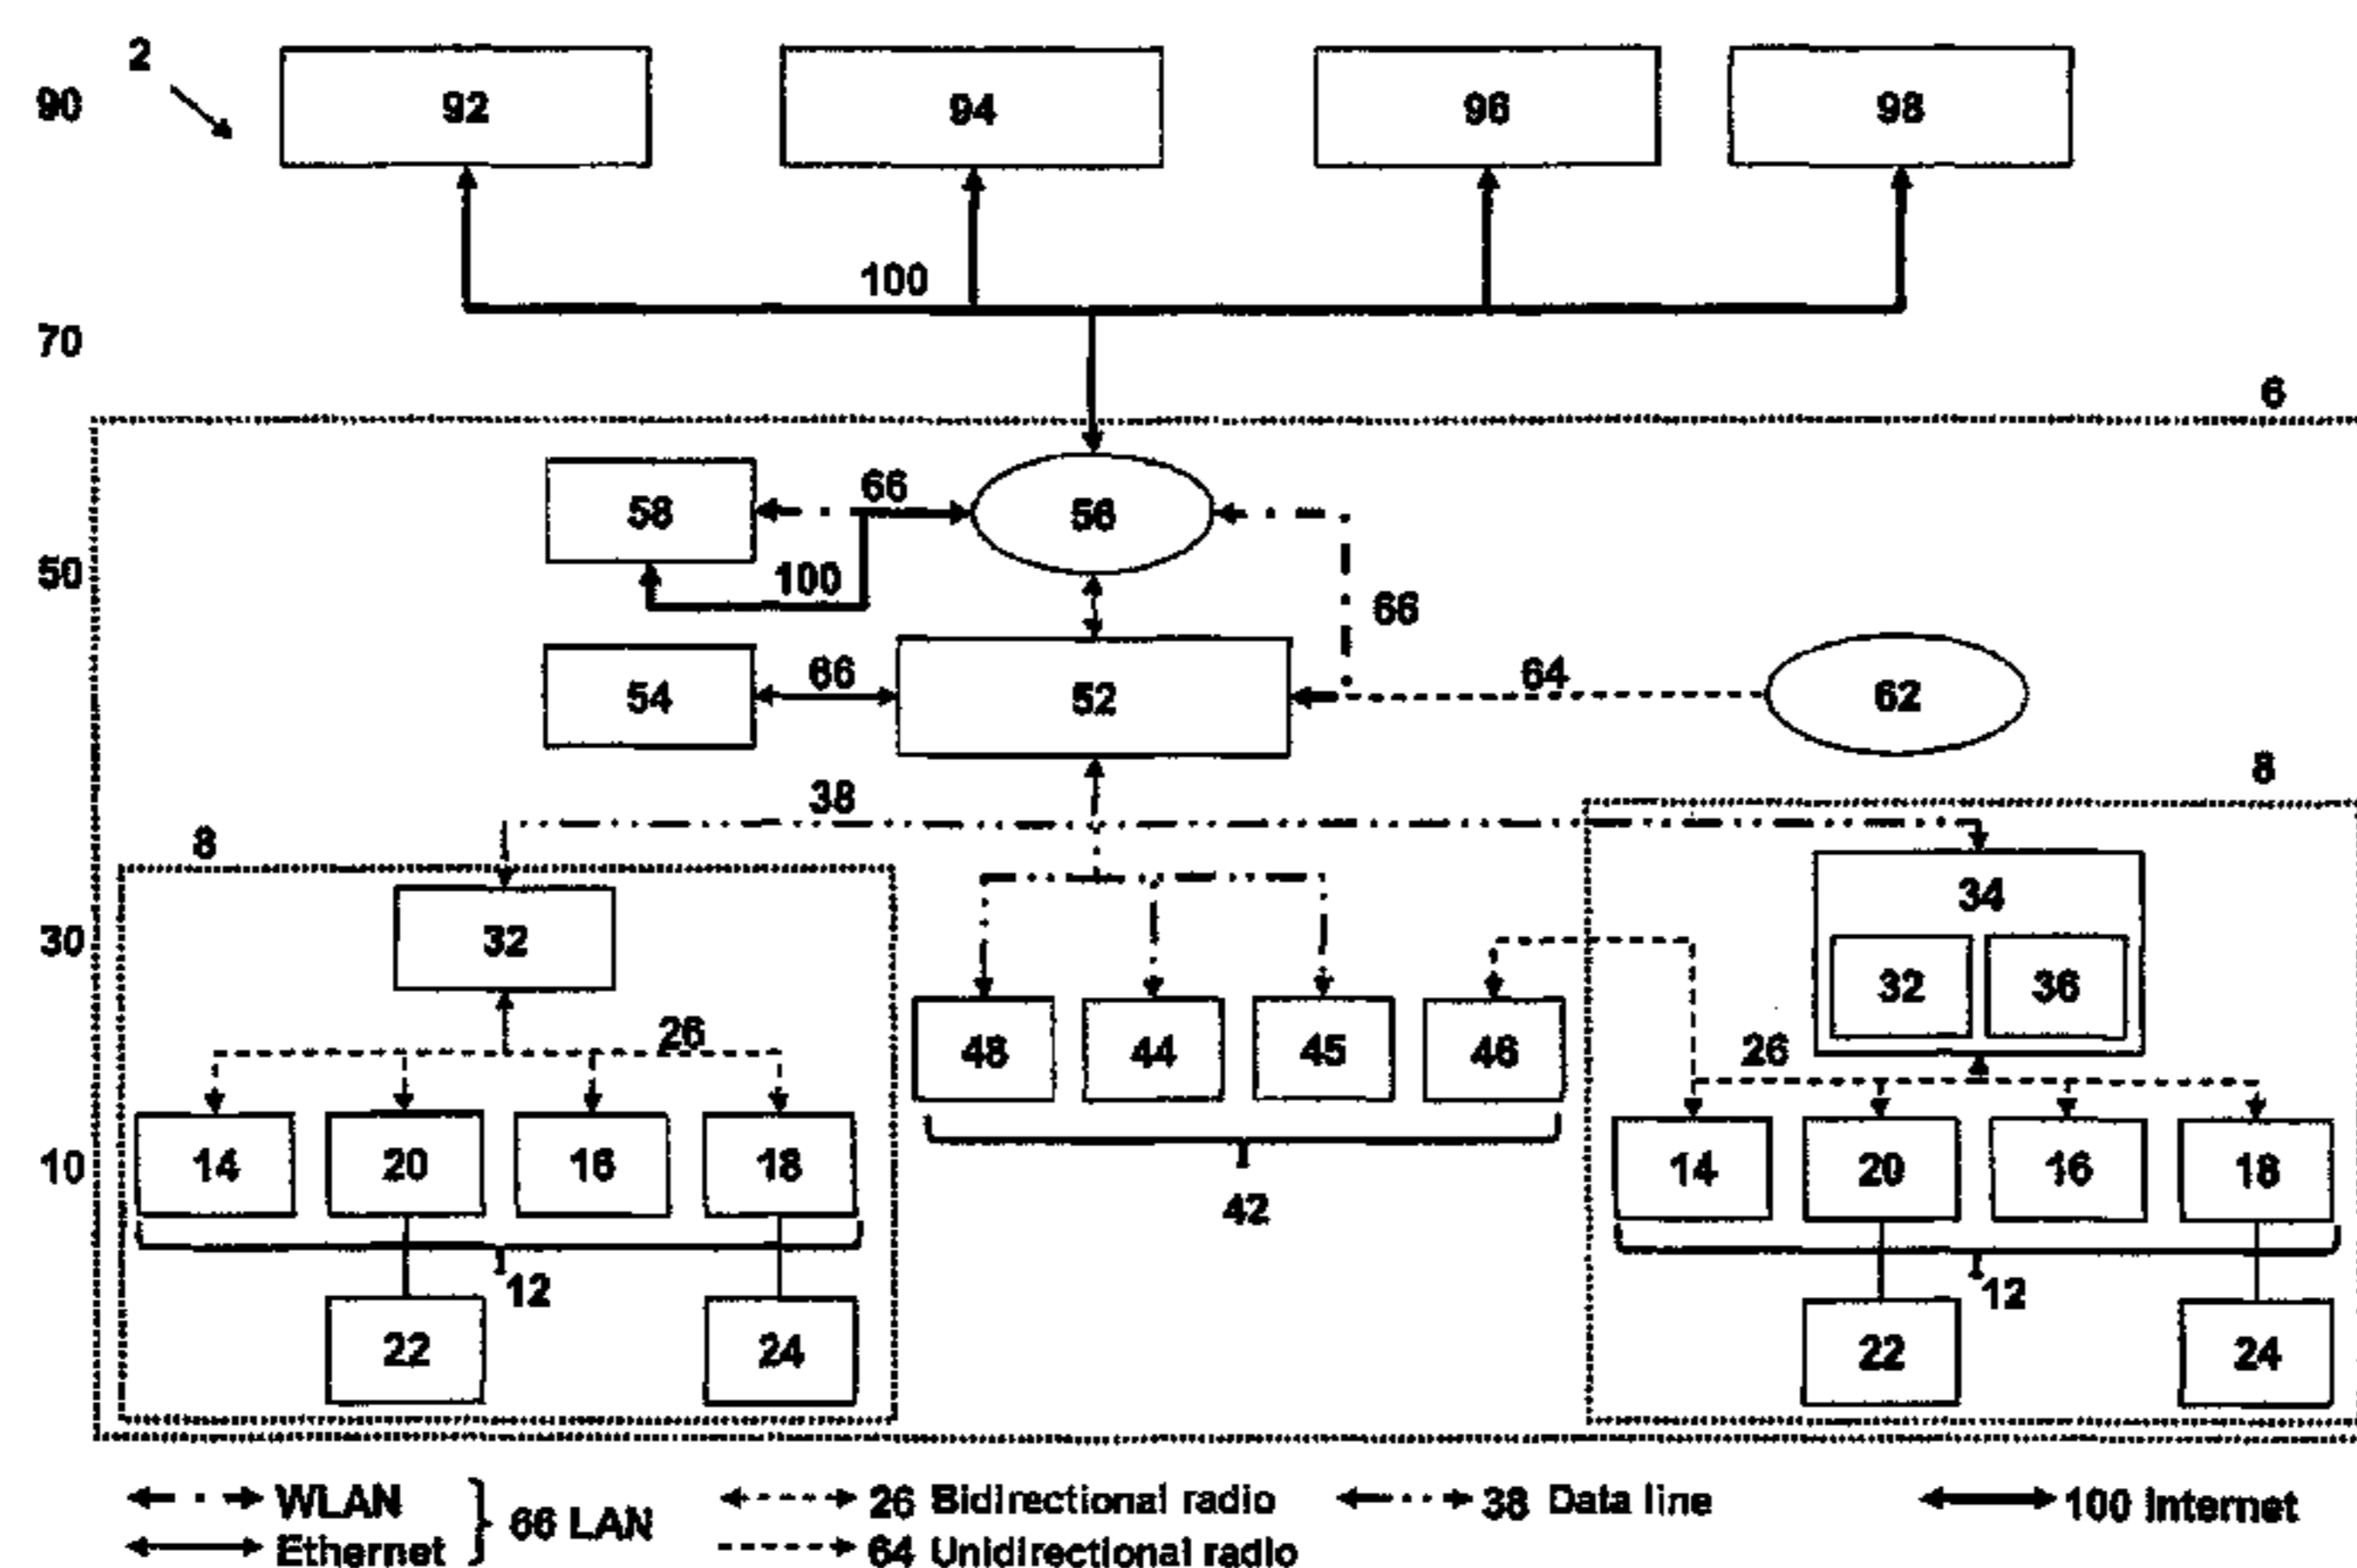 2
90 92 94 96 98
100
70
6
58 66 56
50 100
66
54 66 52 64 62
38 8
8
34
30 32 32 36
48 44 45 46
26 26
14 20 16 18 14 20 16 18
10
42
12 12
22 24 22 24
WLAN 66 LAN 26 Bidirectional radio 38 Data line 100 Internet
Ethernet 64 Unidirectional radio